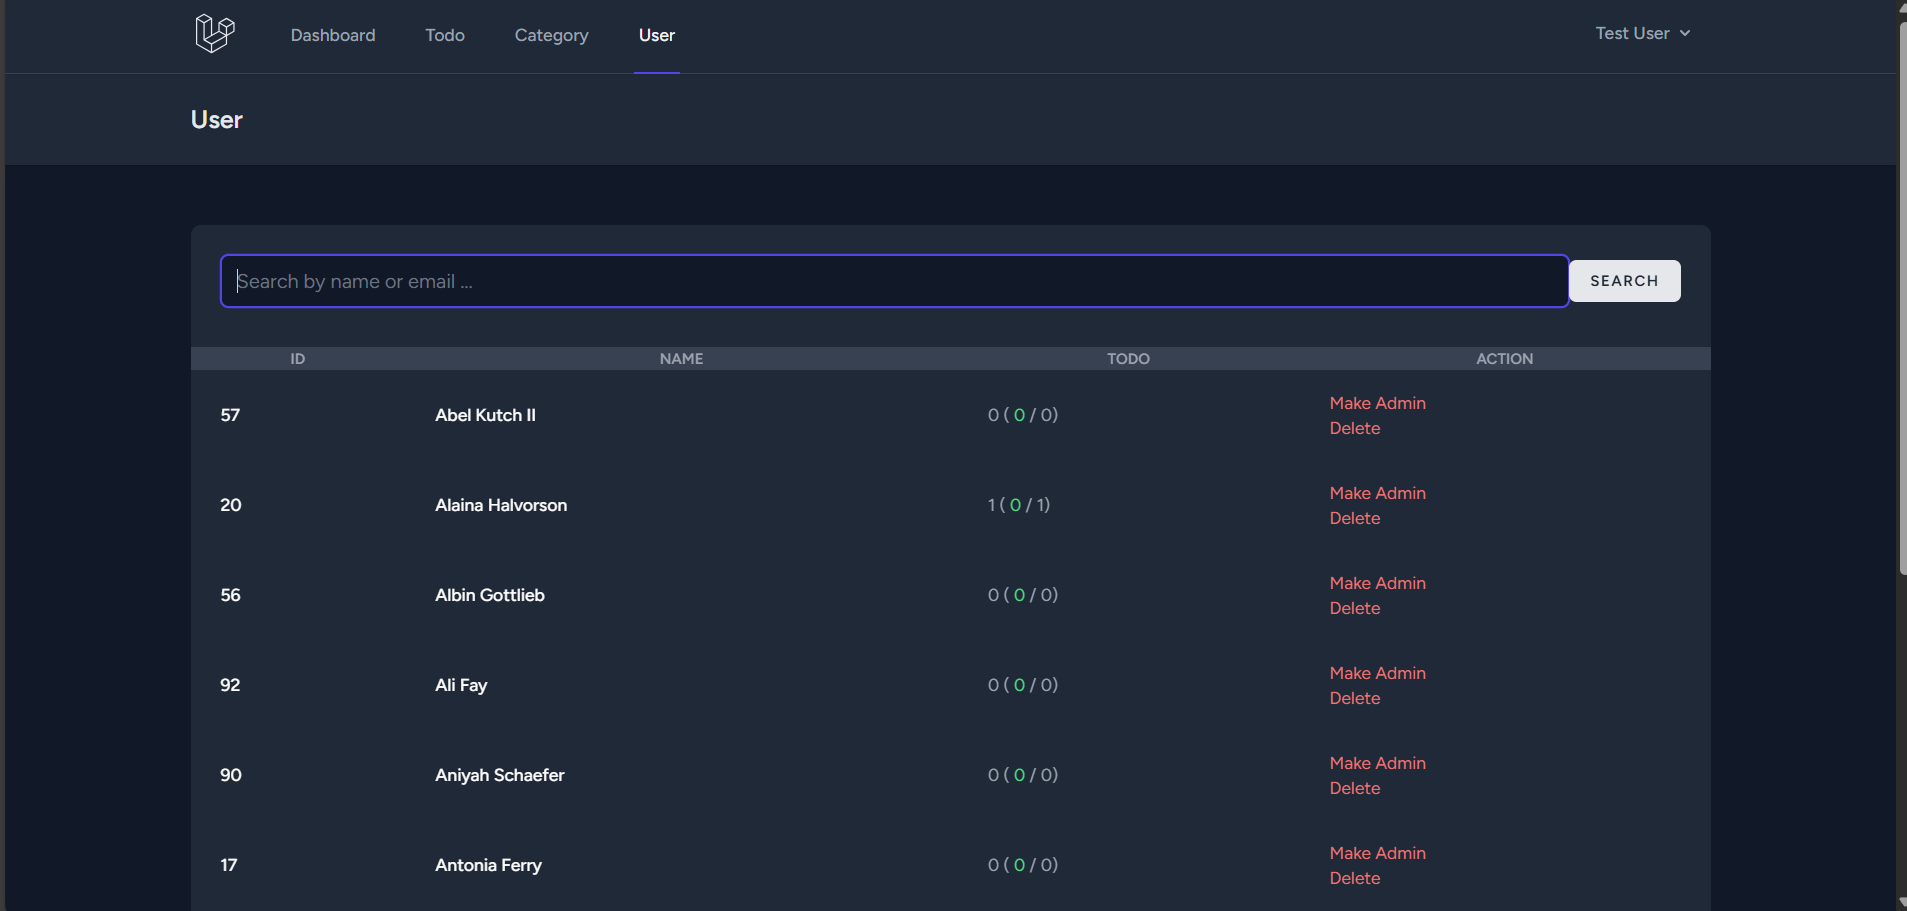 Dashboard Todo Category User Test User
User
Search by name or email ...
SEARCH
ID NAME TODO ACTION
57 Abel Kutch II 0 ( 0 / 0) Make Admin
Delete
20 Alaina Halvorson 1 ( 0 / 1) Make Admin
Delete
56 Albin Gottlieb 0 ( 0 / 0) Make Admin
Delete
92 Ali Fay 0 ( 0 / 0) Make Admin
Delete
90 Aniyah Schaefer 0 ( 0 / 0) Make Admin
Delete
17 Antonia Ferry 0 ( 0 / 0) Make Admin
Delete